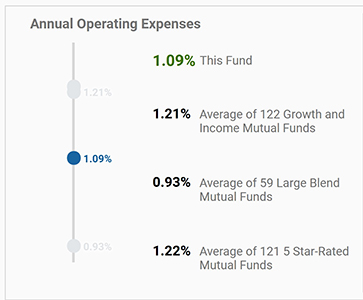 Annual Operating Expenses
1.09% This Fund
1.21%
1.21% Average of 122 Growth and
Income Mutual Funds
1.09%
0.93% Average of 59 Large Blend
Mutual Funds
0.93%
1.22% Average of 121 5 Star-Rated
Mutual Funds